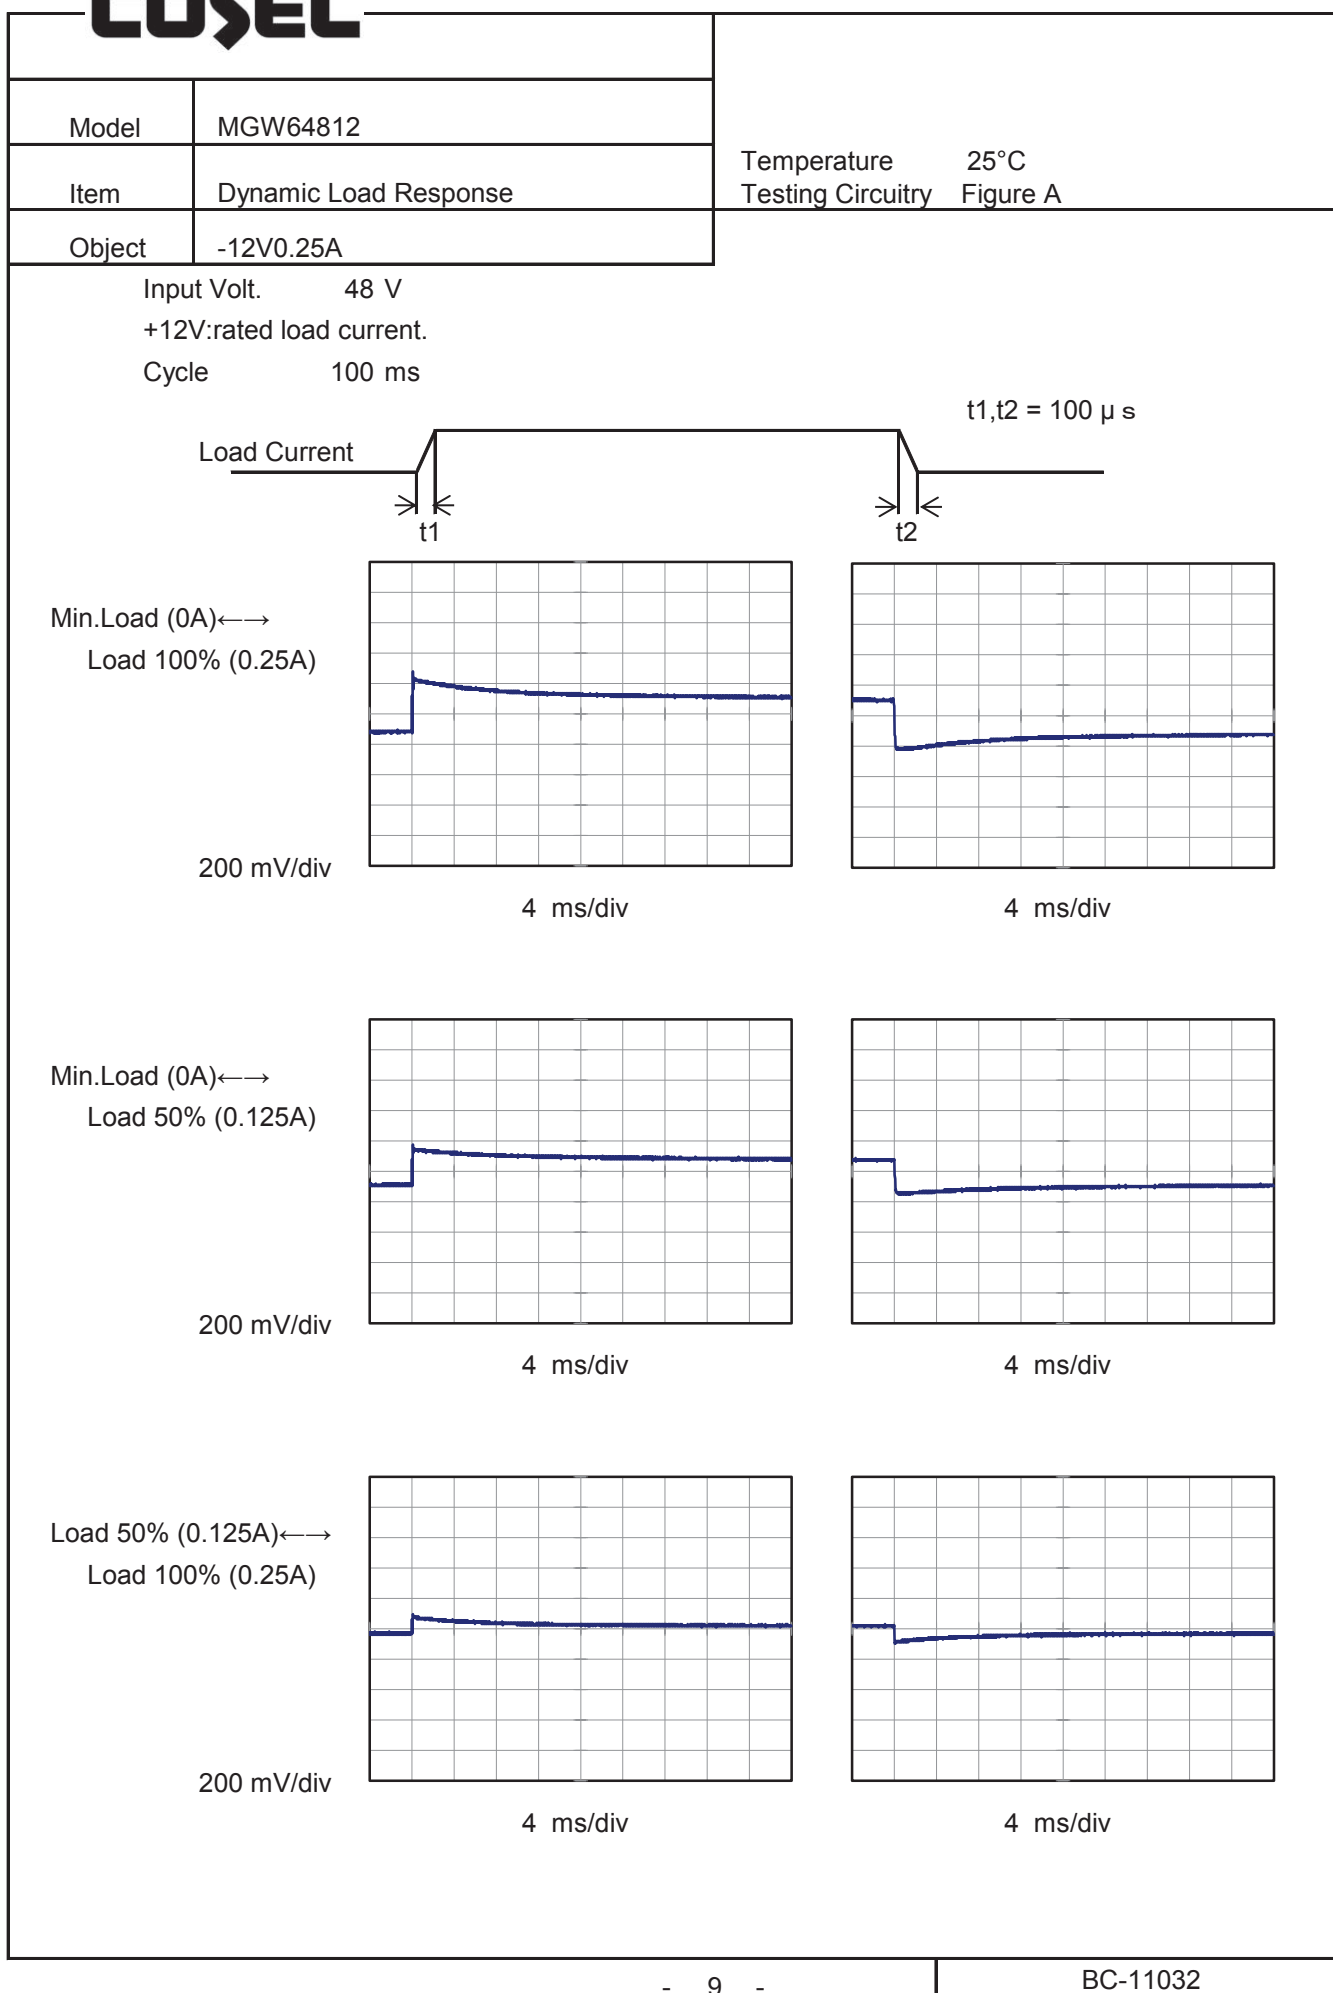 COSEL
Model MGW64812
Item Dynamic Load Response
Object -12V0.25A
Temperature 25°C
Testing Circuitry Figure A
Input Volt. 48 V
+12V:rated load current.
Cycle 100 ms
t1,t2 = 100 μ s
Load Current
t1 t2
Min.Load (0A)←→
Load 100% (0.25A)
200 mV/div
4 ms/div 4 ms/div
Min.Load (0A)←→
Load 50% (0.125A)
200 mV/div
4 ms/div 4 ms/div
Load 50% (0.125A)←→
Load 100% (0.25A)
200 mV/div
4 ms/div 4 ms/div
- 9 -
BC-11032